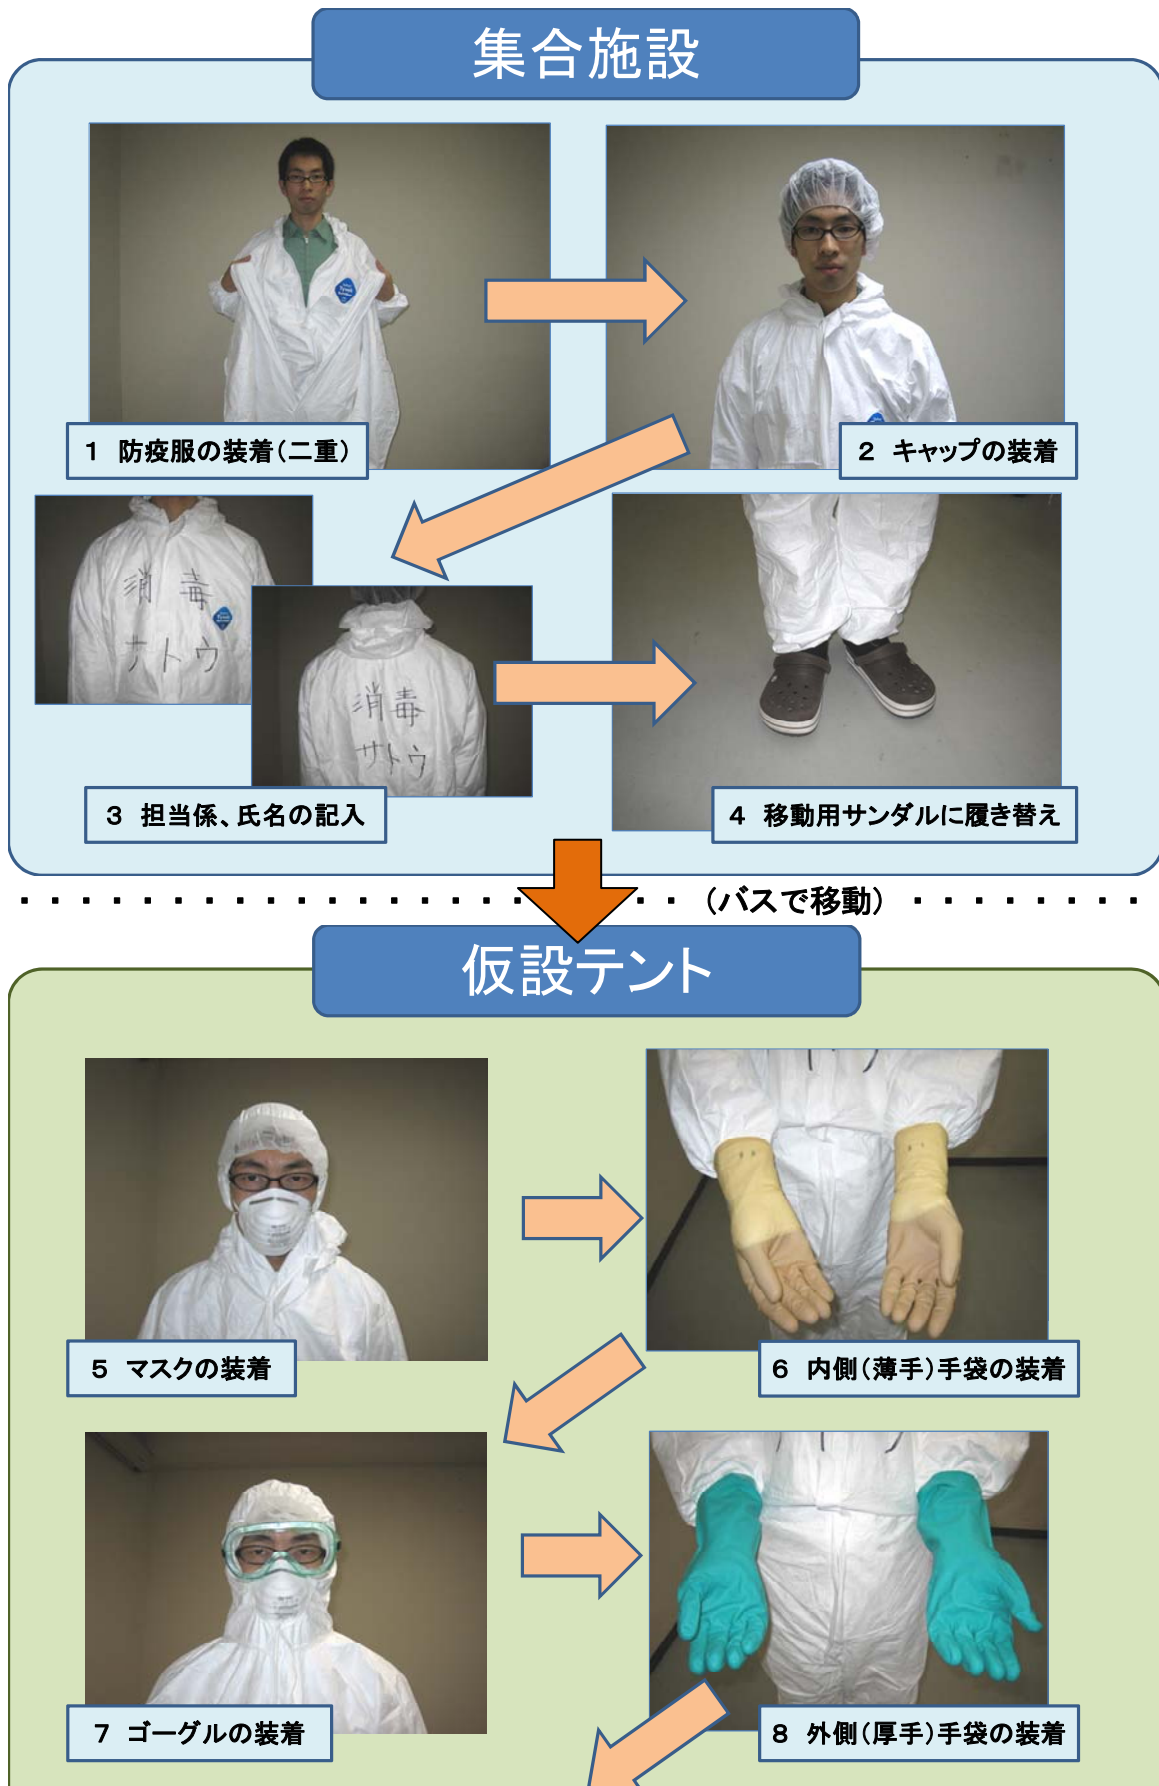 集合施設
1 防疫服の装着(二重)
2 キャップの装着
消毒
サトウ
消毒
サトウ
3 担当係、氏名の記入
4 移動用サンダルに履き替え
(バスで移動)
仮設テント
5 マスクの装着
6 内側(薄手)手袋の装着
7 ゴーグルの装着
8 外側(厚手)手袋の装着